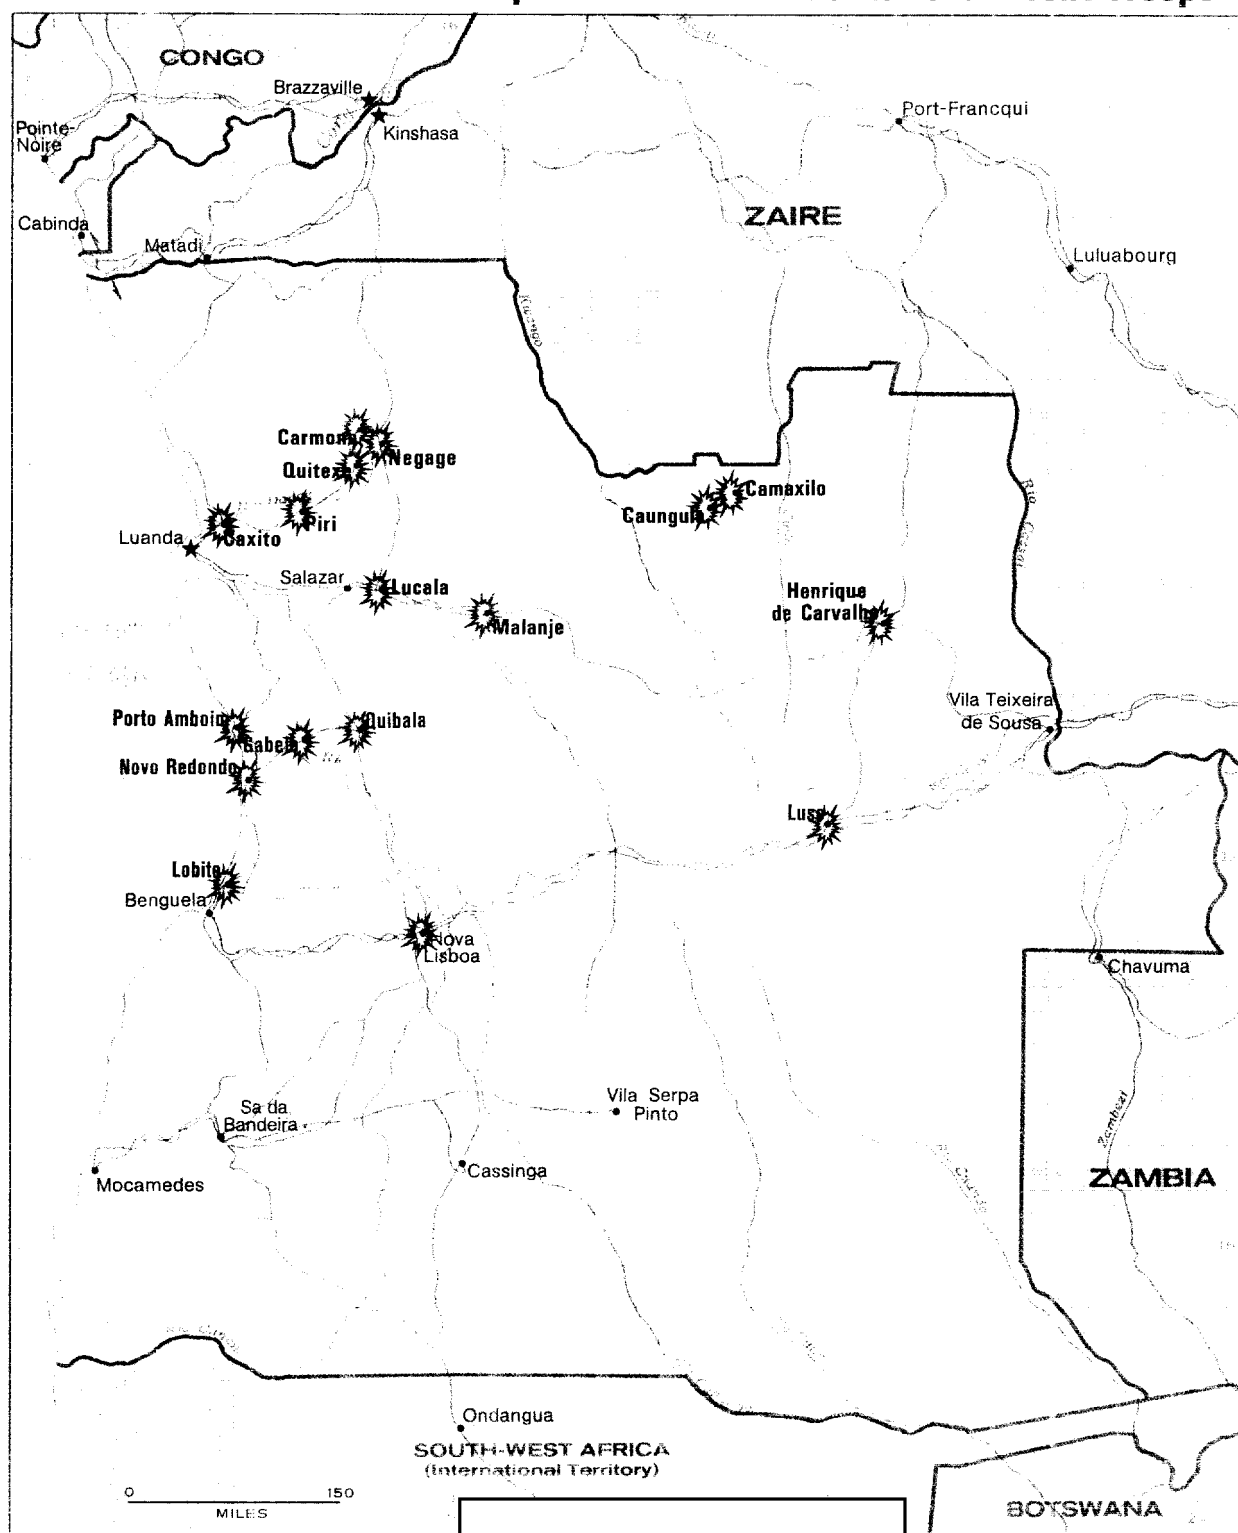 CONGO
Brazzaville
Kinshasa
Pointe-
Noire
Port-Francqui
Cabinda
ZAIRE
Matadi
Luluabourg
Carmona
Negage
Quitexe
Camaxilo
Caungula
Piri
Caxito
Luanda
Salazar
Lucala
Henrique
de Carvalho
Malanje
Vila Teixeira
de Sousa
Porto Amboim
Quibala
Gabela
Novo Redondo
Luso
Lobito
Benguela
Nova
Lisboa
Chavuma
Vila Serpa
Pinto
Sa da
Bandeira
Zambezi
Cassinga
Mocamedes
ZAMBIA
Ondangua
SOUTH-WEST AFRICA
(International Territory)
0 150
MILES
BOTSWANA